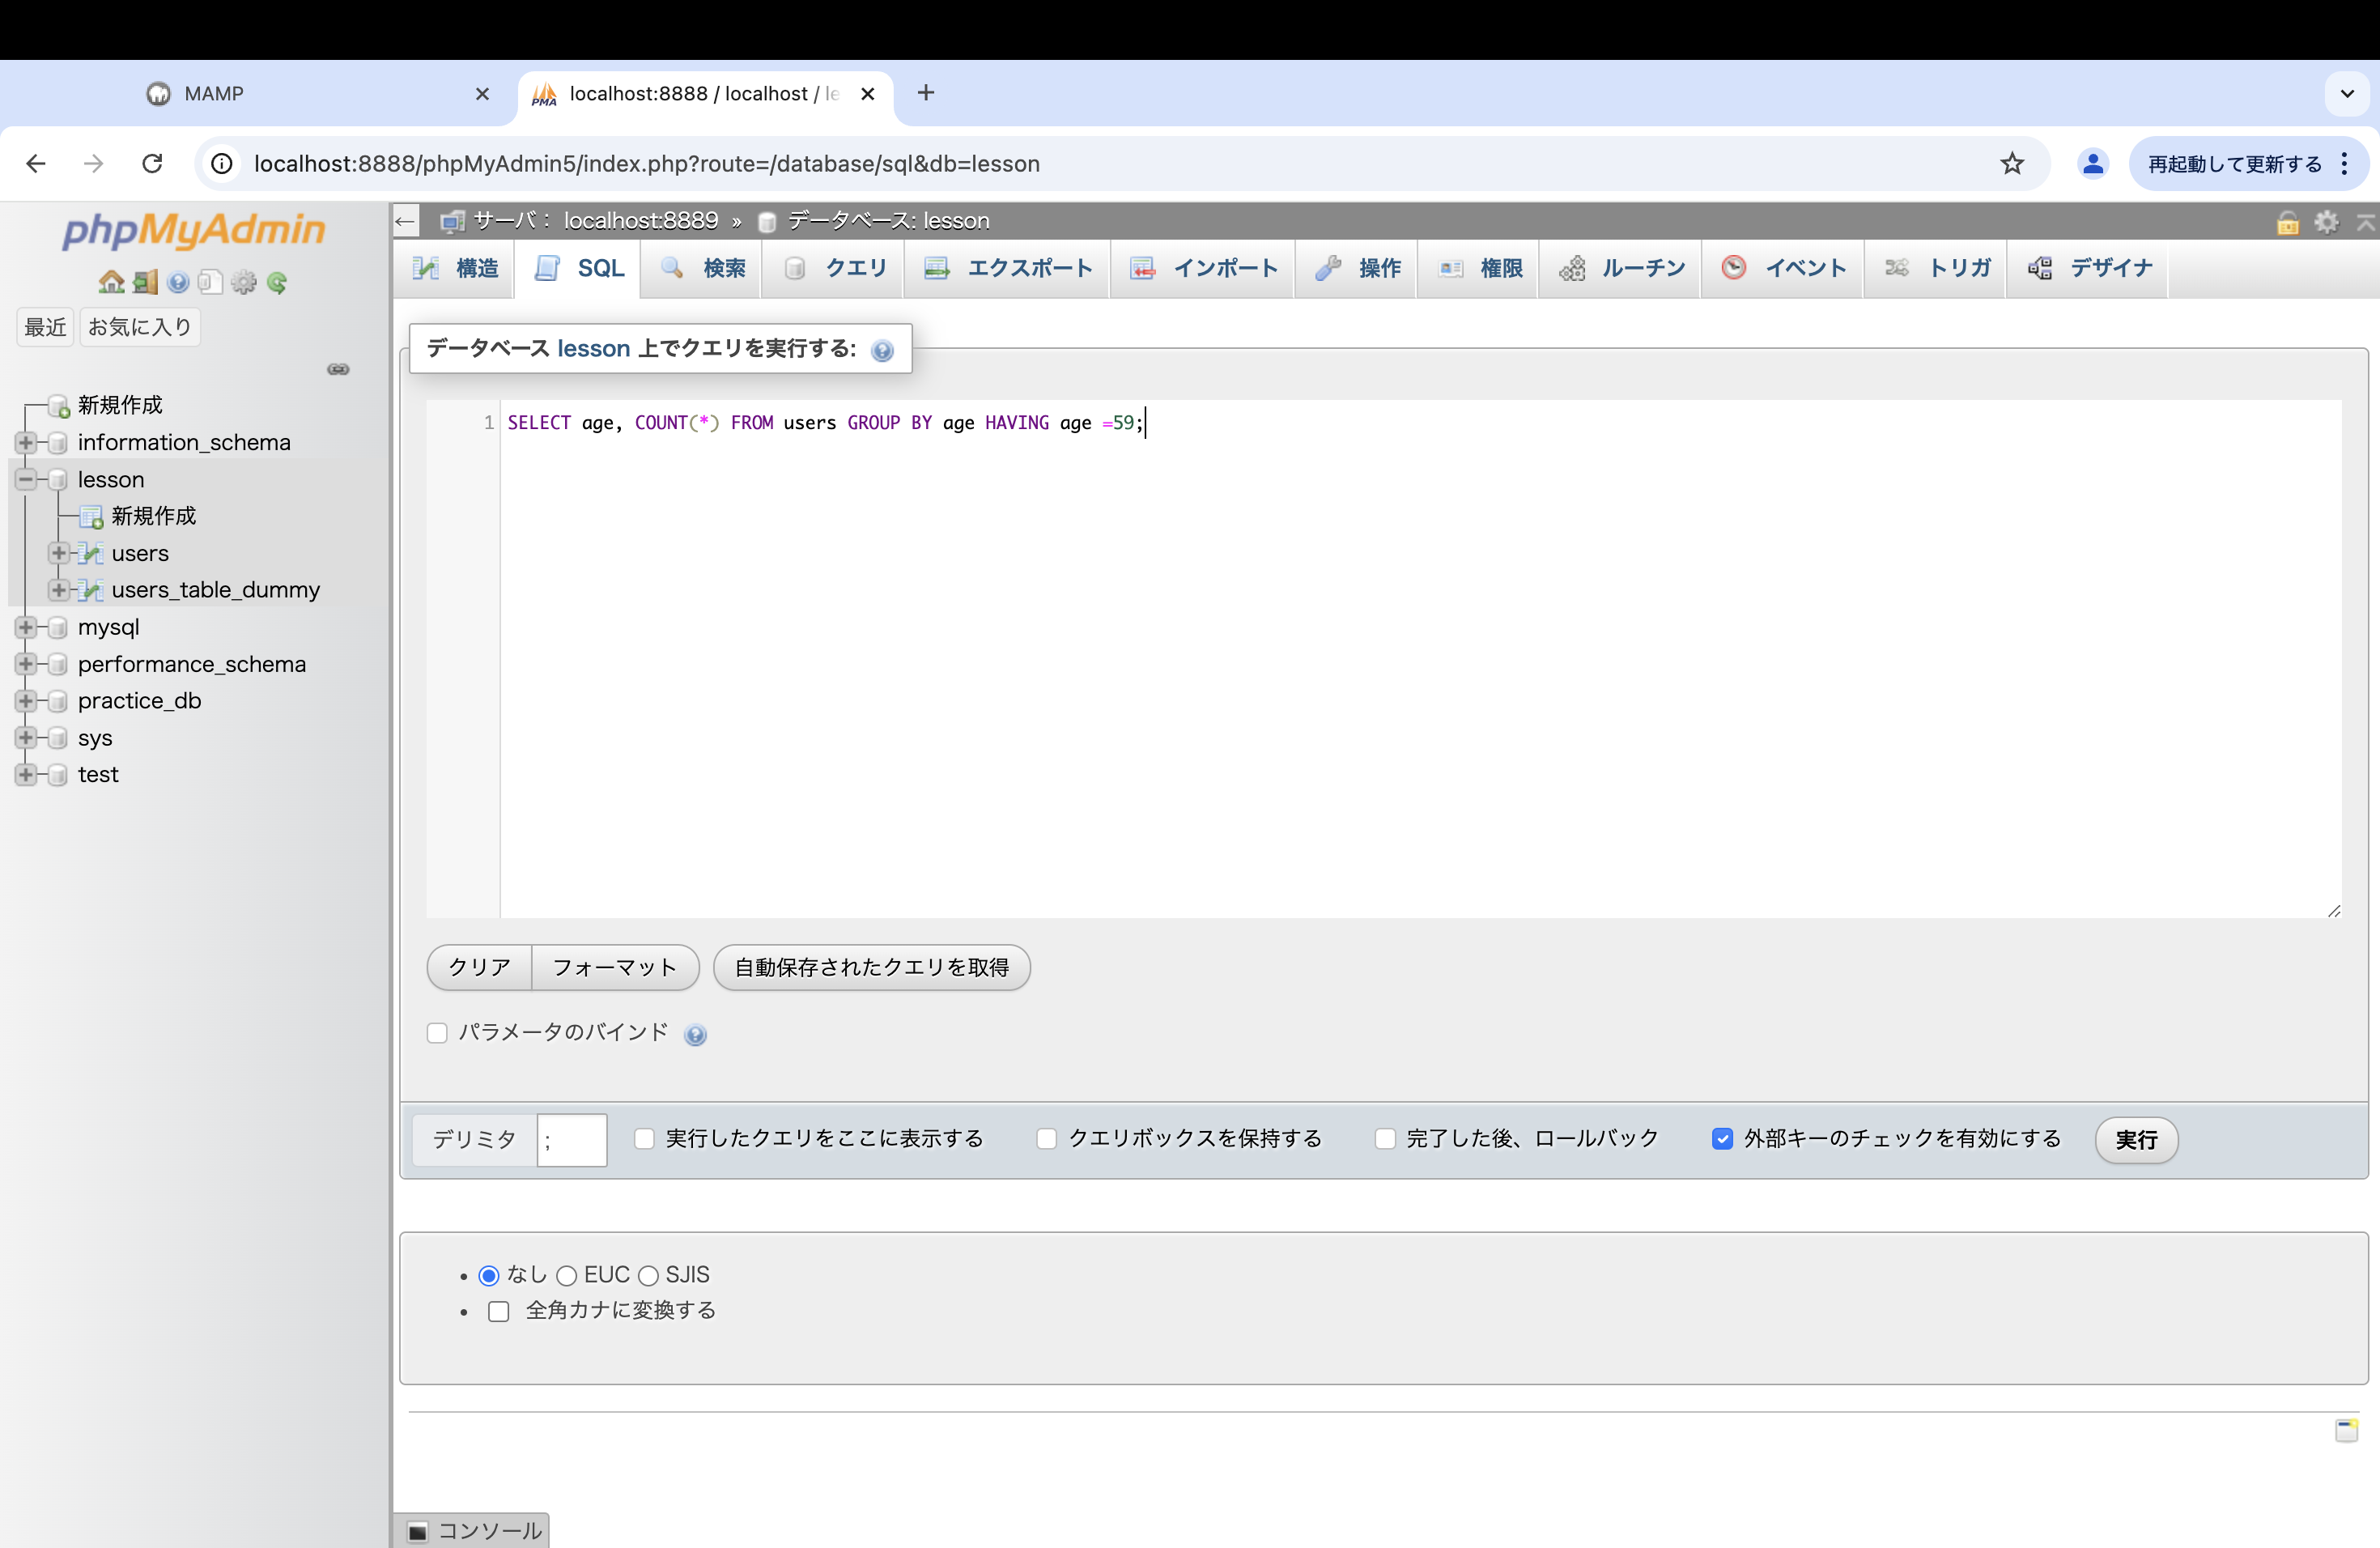 MAMP
localhost:8888 / localhost / le
localhost:8888/phpMyAdmin5/index.php?route=/database/sql&db=lesson
再起動して更新する
phpMyAdmin
最近 お気に入り
新規作成
information_schema
lesson
新規作成
users
users_table_dummy
mysql
performance_schema
practice_db
sys
test
サーバ: localhost:8889 » データベース: lesson
構造 SQL 検索 クエリ エクスポート インポート 操作 権限 ルーチン イベント トリガ デザイナ
データベース lesson 上でクエリを実行する:
1 SELECT age, COUNT(*) FROM users GROUP BY age HAVING age =59;
クリア フォーマット 自動保存されたクエリを取得
パラメータのバインド
デリミタ ; 実行したクエリをここに表示する クエリボックスを保持する 完了した後、ロールバック 外部キーのチェックを有効にする 実行
なし EUC SJIS
全角カナに変換する
コンソール